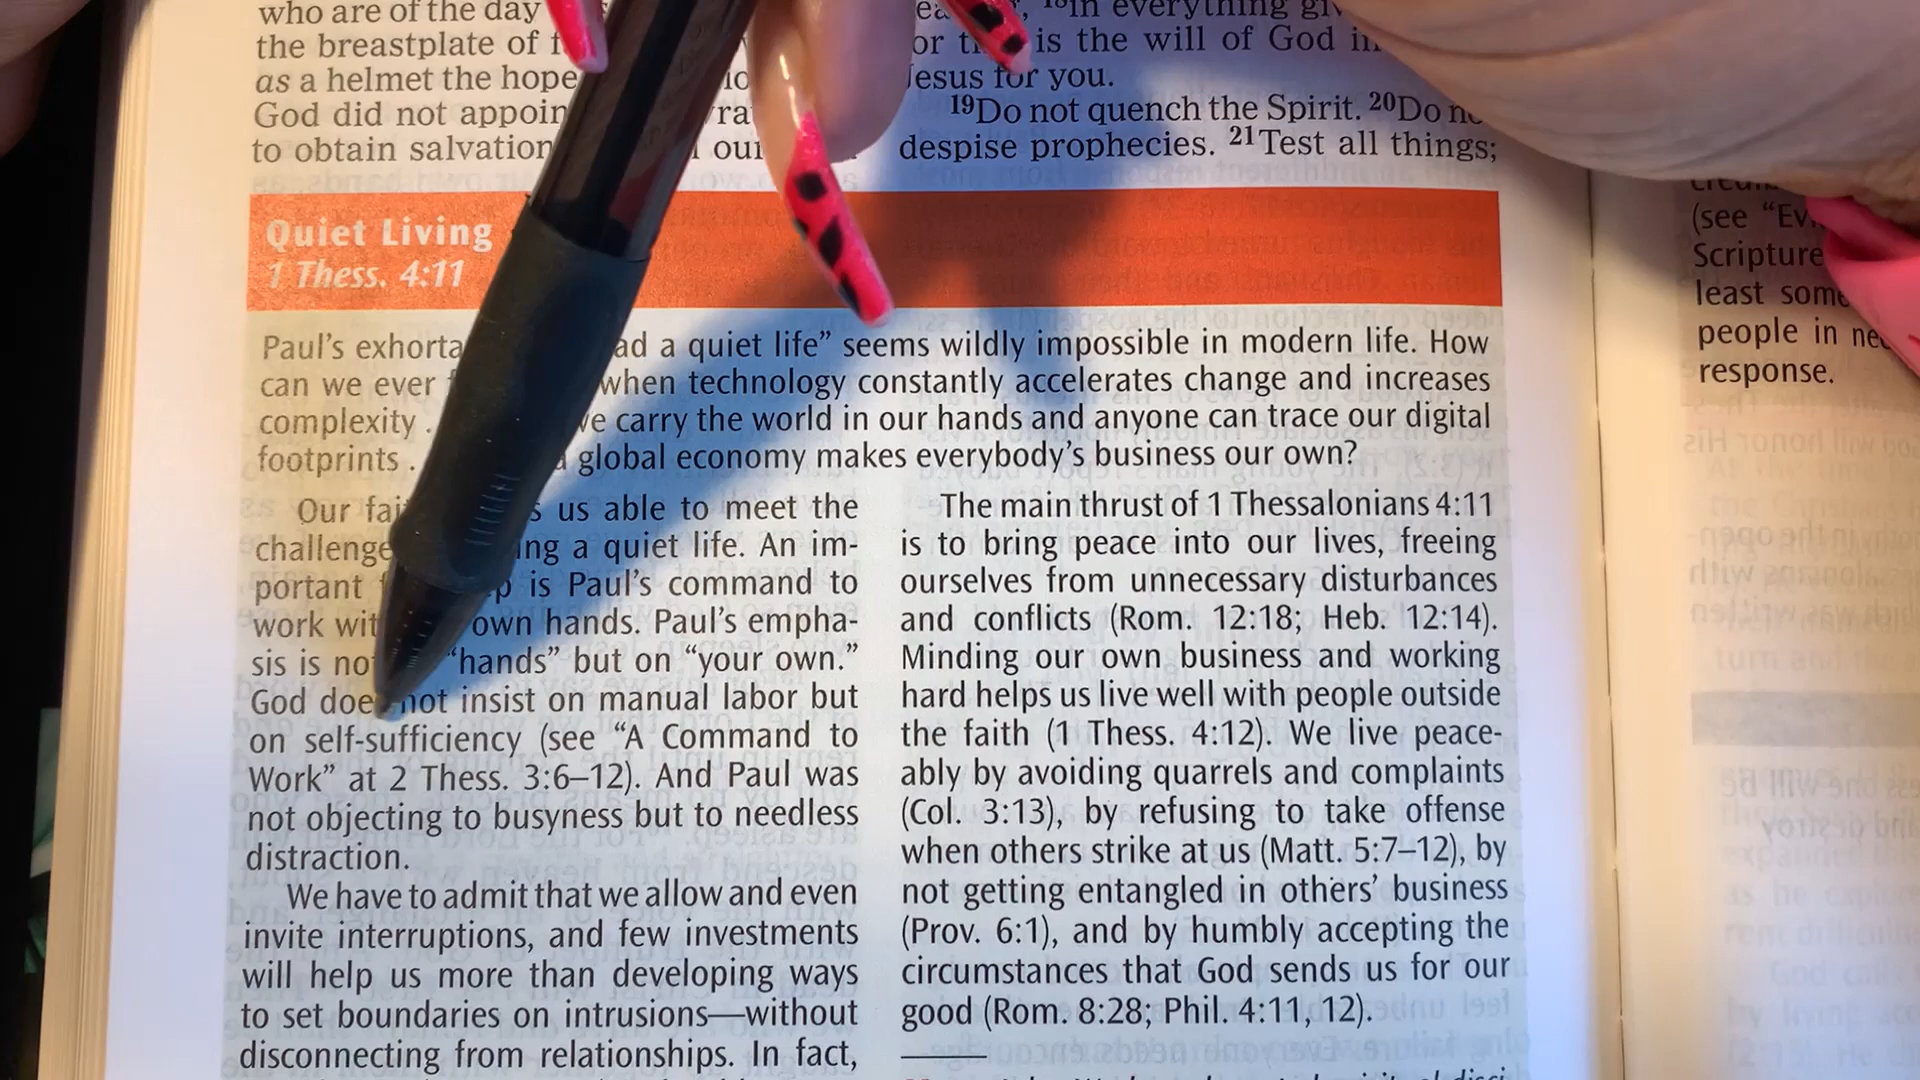 who are of the day
the breastplate of
as a helmet the hope
God did not appoin
to obtain salvation
18In everything
is the will of God
Jesus for you.
19Do not quench the Spirit. 20Do
despise prophecies. 21Test all things;
Quiet Living
1 Thess. 4:11
Paul's exhorta ad a quiet life” seems wildly impossible in modern life. How
can we ever when technology constantly accelerates change and increases
complexity . carry the world in our hands and anyone can trace our digital
footprints . global economy makes everybody's business our own?
Our us able to meet the
challenge ing a quiet life. An im-
portant is Paul's command to
work own hands. Paul's empha-
sis is “hands” but on “your own.”
God does not insist on manual labor but
on self-sufficiency (see “A Command to
Work” at 2 Thess. 3:6–12). And Paul was
not objecting to busyness but to needless
distraction.
We have to admit that we allow and even
invite interruptions, and few investments
will help us more than developing ways
to set boundaries on intrusions—without
disconnecting from relationships. In fact,
The main thrust of 1 Thessalonians 4:11
is to bring peace into our lives, freeing
ourselves from unnecessary disturbances
and conflicts (Rom. 12:18; Heb. 12:14).
Minding our own business and working
hard helps us live well with people outside
the faith (1 Thess. 4:12). We live peace-
ably by avoiding quarrels and complaints
(Col. 3:13), by refusing to take offense
when others strike at us (Matt. 5:7–12), by
not getting entangled in others' business
(Prov. 6:1), and by humbly accepting the
circumstances that God sends us for our
good (Rom. 8:28; Phil. 4:11, 12).
(see
Scripture
least some
people in
response.